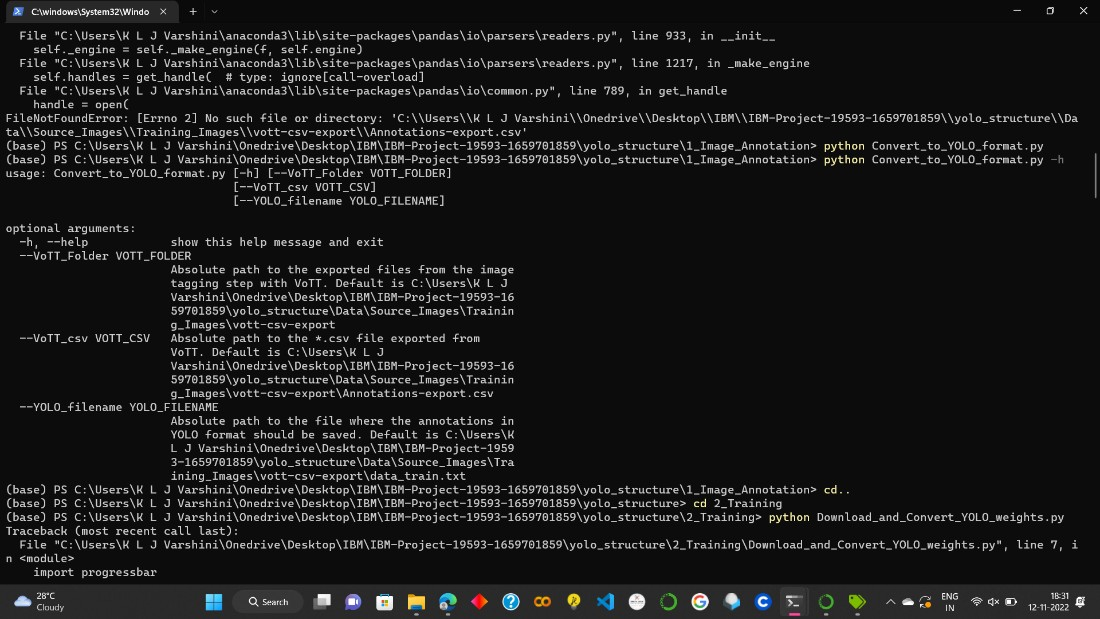 C:\windows\System32\Windo
File "C:\Users\K L J Varshini\anaconda3\lib\site-packages\pandas\io\parsers\readers.py", line 933, in __init__
self._engine = self._make_engine(f, self.engine)
File "C:\Users\K L J Varshini\anaconda3\lib\site-packages\pandas\io\parsers\readers.py", line 1217, in _make_engine
self.handles = get_handle(  # type: ignore[call-overload]
File "C:\Users\K L J Varshini\anaconda3\lib\site-packages\pandas\io\common.py", line 789, in get_handle
handle = open(
FileNotFoundError: [Errno 2] No such file or directory: 'C:\\Users\\K L J Varshini\\Onedrive\\Desktop\\IBM\\IBM-Project-19593-1659701859\\yolo_structure\\Da
ta\\Source_Images\\Training_Images\\vott-csv-export\\Annotations-export.csv'
(base) PS C:\Users\K L J Varshini\Onedrive\Desktop\IBM\IBM-Project-19593-1659701859\yolo_structure\1_Image_Annotation> python Convert_to_YOLO_format.py
(base) PS C:\Users\K L J Varshini\Onedrive\Desktop\IBM\IBM-Project-19593-1659701859\yolo_structure\1_Image_Annotation> python Convert_to_YOLO_format.py -h
usage: Convert_to_YOLO_format.py [-h] [--VoTT_Folder VOTT_FOLDER]
[--VoTT_csv VOTT_CSV]
[--YOLO_filename YOLO_FILENAME]
optional arguments:
-h, --help            show this help message and exit
--VoTT_Folder VOTT_FOLDER
Absolute path to the exported files from the image
tagging step with VoTT. Default is C:\Users\K L J
Varshini\Onedrive\Desktop\IBM\IBM-Project-19593-16
59701859\yolo_structure\Data\Source_Images\Trainin
g_Images\vott-csv-export
--VoTT_csv VOTT_CSV   Absolute path to the *.csv file exported from
VoTT. Default is C:\Users\K L J
Varshini\Onedrive\Desktop\IBM\IBM-Project-19593-16
59701859\yolo_structure\Data\Source_Images\Trainin
g_Images\vott-csv-export\Annotations-export.csv
--YOLO_filename YOLO_FILENAME
Absolute path to the file where the annotations in
YOLO format should be saved. Default is C:\Users\K
L J Varshini\Onedrive\Desktop\IBM\IBM-Project-1959
3-1659701859\yolo_structure\Data\Source_Images\Tra
ining_Images\vott-csv-export\data_train.txt
(base) PS C:\Users\K L J Varshini\Onedrive\Desktop\IBM\IBM-Project-19593-1659701859\yolo_structure\1_Image_Annotation> cd..
(base) PS C:\Users\K L J Varshini\Onedrive\Desktop\IBM\IBM-Project-19593-1659701859\yolo_structure> cd 2_Training
(base) PS C:\Users\K L J Varshini\Onedrive\Desktop\IBM\IBM-Project-19593-1659701859\yolo_structure\2_Training> python Download_and_Convert_YOLO_weights.py
Traceback (most recent call last):
File "C:\Users\K L J Varshini\Onedrive\Desktop\IBM\IBM-Project-19593-1659701859\yolo_structure\2_Training\Download_and_Convert_YOLO_weights.py", line 7, i
n <module>
import progressbar
28°C
Cloudy
Search
ENG
IN
18:31
12-11-2022